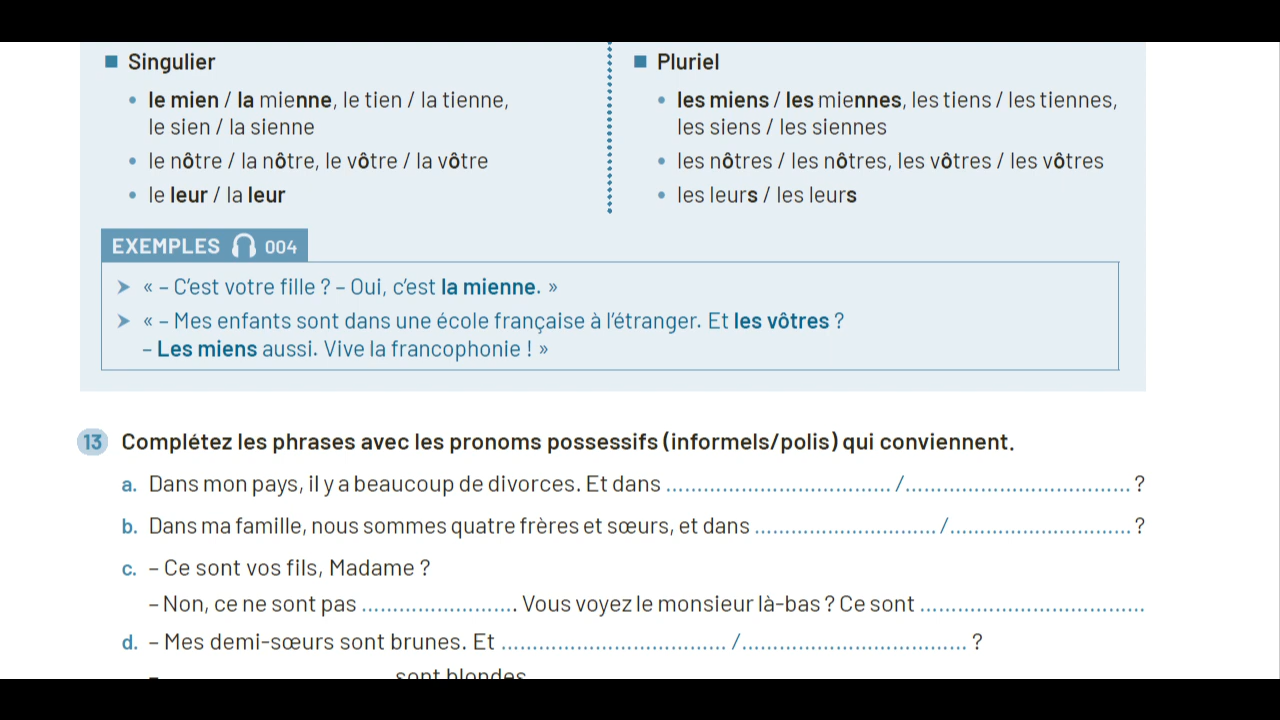 Singulier
le mien / la mienne, le tien / la tienne,
le sien / la sienne
le nôtre / la nôtre, le vôtre / la vôtre
le leur / la leur
Pluriel
les miens / les miennes, les tiens / les tiennes,
les siens / les siennes
les nôtres / les nôtres, les vôtres / les vôtres
les leurs / les leurs
EXEMPLES 004
« – C'est votre fille ? – Oui, c'est la mienne. »
« – Mes enfants sont dans une école française à l'étranger. Et les vôtres ?
– Les miens aussi. Vive la francophonie ! »
13 Complétez les phrases avec les pronoms possessifs (informels/polis) qui conviennent.
a. Dans mon pays, il y a beaucoup de divorces. Et dans .................................... / .................................... ?
b. Dans ma famille, nous sommes quatre frères et sœurs, et dans ............................. / ............................. ?
c. – Ce sont vos fils, Madame ?
– Non, ce ne sont pas ......................... Vous voyez le monsieur là-bas ? Ce sont ....................................
d. – Mes demi-sœurs sont brunes. Et .................................... / .................................... ?
– sont blondes